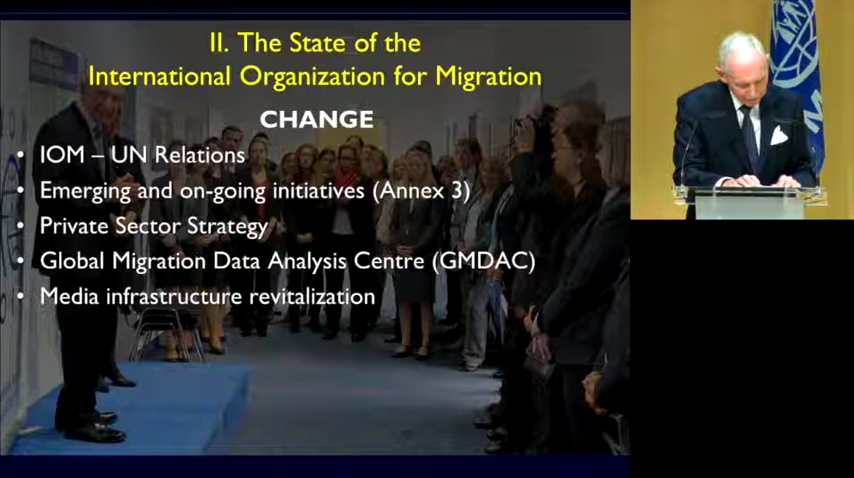 II. The State of the
International Organization for Migration
CHANGE
• IOM – UN Relations
• Emerging and on-going initiatives (Annex 3)
• Private Sector Strategy
• Global Migration Data Analysis Centre (GMDAC)
• Media infrastructure revitalization